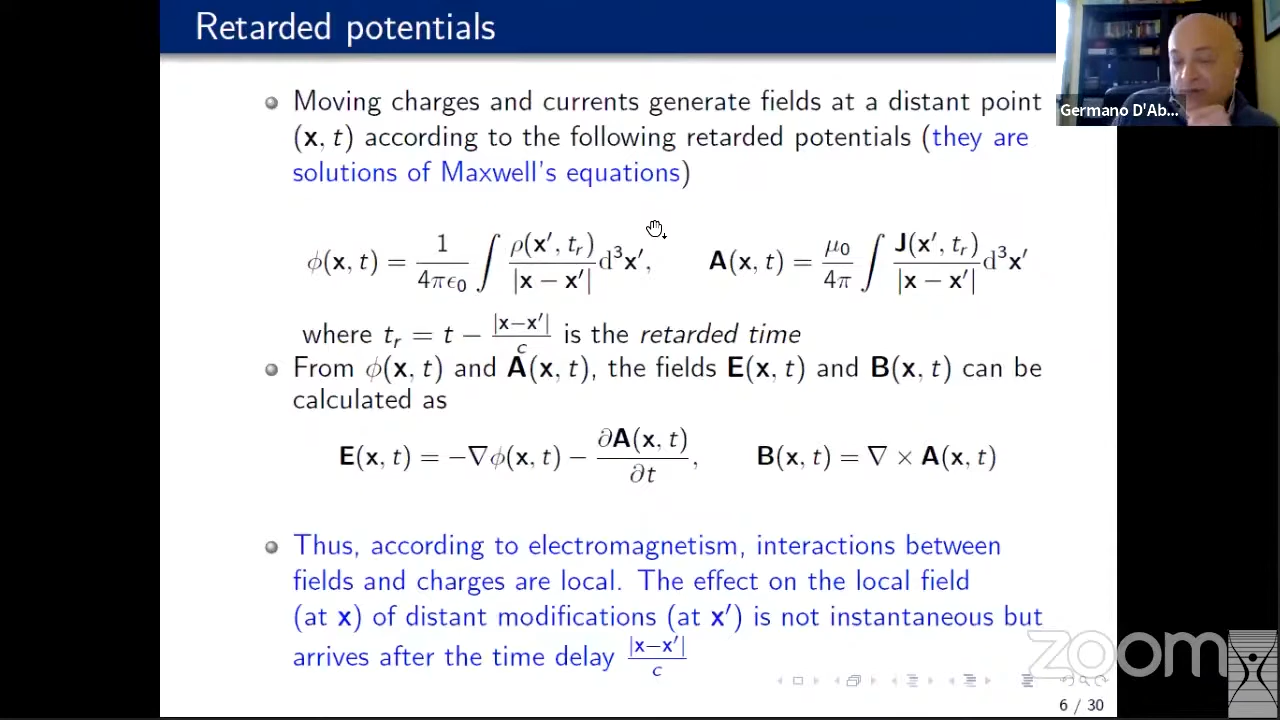 Retarded potentials
Germano D'Ab...
Moving charges and currents generate fields at a distant point
(x, t) according to the following retarded potentials (they are
solutions of Maxwell's equations)
ϕ(x, t) = 1/4πϵ₀ ∫ ρ(x′, tᵣ)/|x − x′| d³x′, A(x, t) = μ₀/4π ∫ J(x′, tᵣ)/|x − x′| d³x′
where tᵣ = t − |x−x′|/c is the retarded time
From ϕ(x, t) and A(x, t), the fields E(x, t) and B(x, t) can be
calculated as
E(x, t) = −∇ϕ(x, t) − ∂A(x, t)/∂t, B(x, t) = ∇ × A(x, t)
Thus, according to electromagnetism, interactions between
fields and charges are local. The effect on the local field
(at x) of distant modifications (at x′) is not instantaneous but
arrives after the time delay |x−x′|/c
zoom
6 / 30